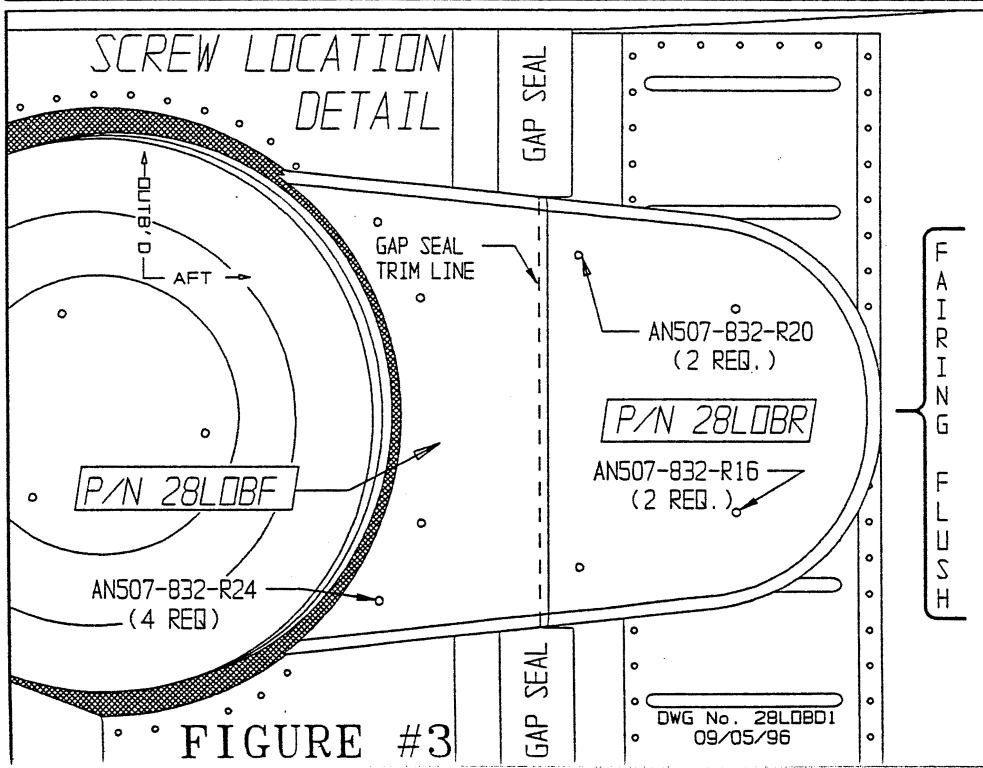 SCREW LOCATION
DETAIL
GAP SEAL
OUTB'D
AFT
GAP SEAL
TRIM LINE
AN507-832-R20
(2 REQ.)
P/N 28LOBR
AN507-832-R16
(2 REQ.)
P/N 28LOBF
AN507-832-R24
(4 REQ)
FAIRING FLUSH
GAP SEAL
DWG No. 28LOBD1
09/05/96
FIGURE #3